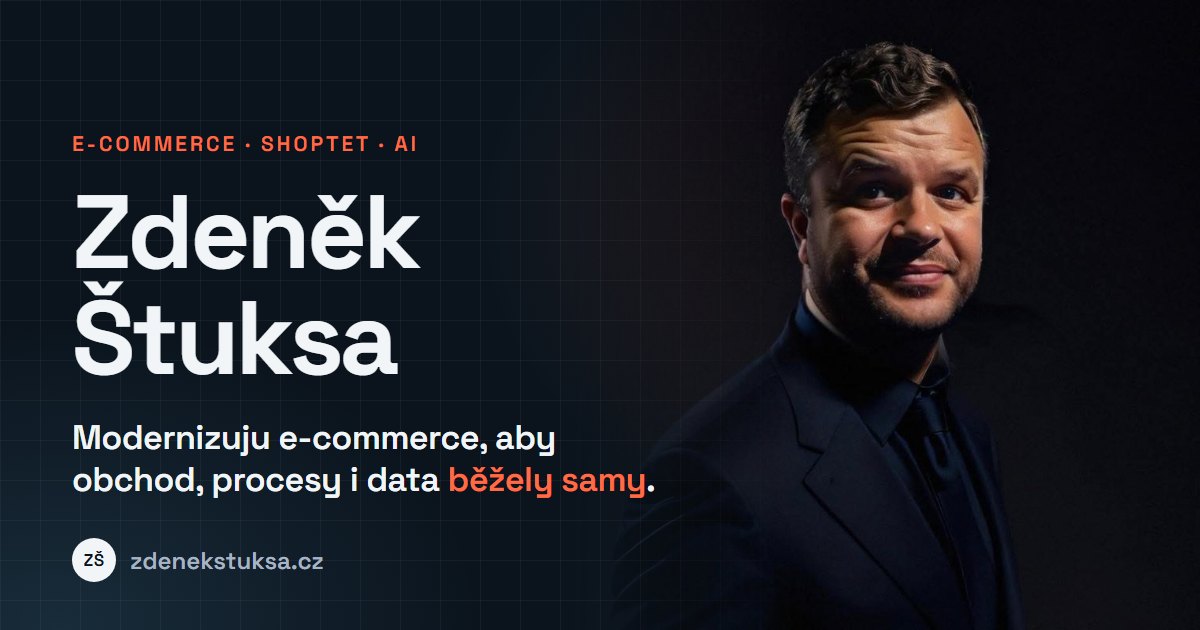 E-COMMERCE · SHOPTET · AI
Zdeněk
Štuksa
Modernizuju e-commerce, aby
obchod, procesy i data běžely samy.
ZŠ zdenekstuksa.cz